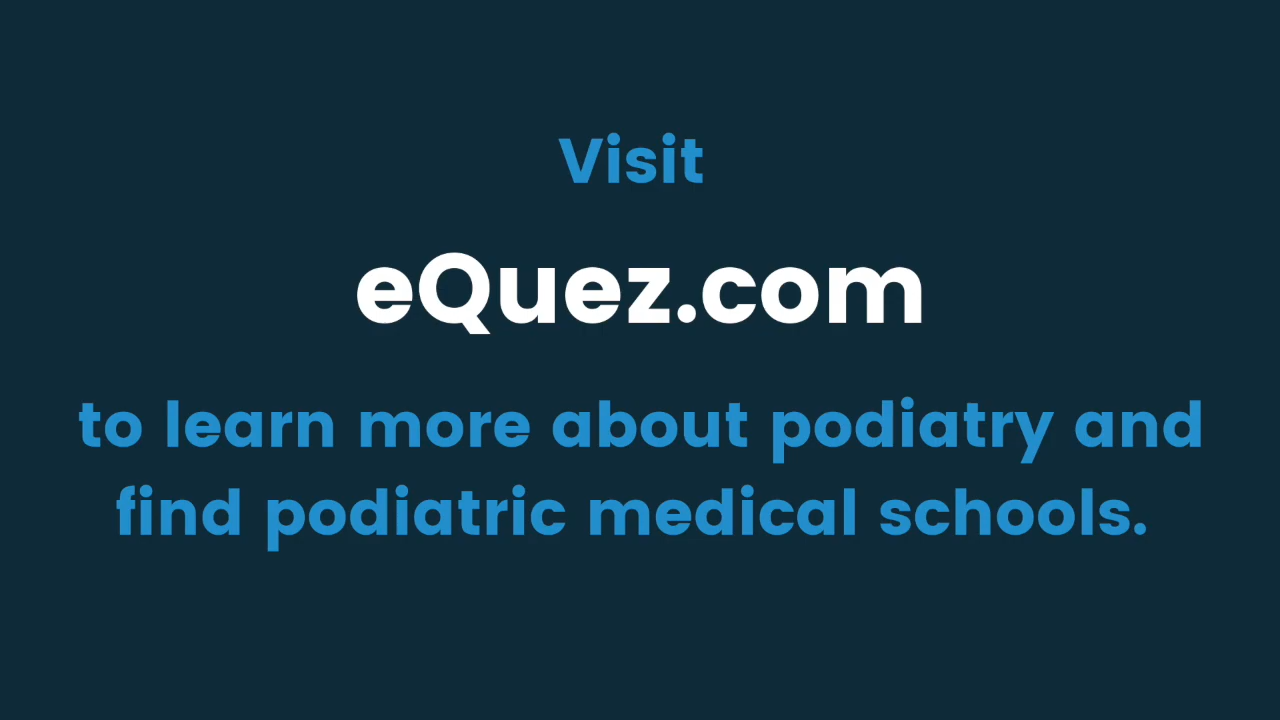 Visit
eQuez.com
to learn more about podiatry and
find podiatric medical schools.